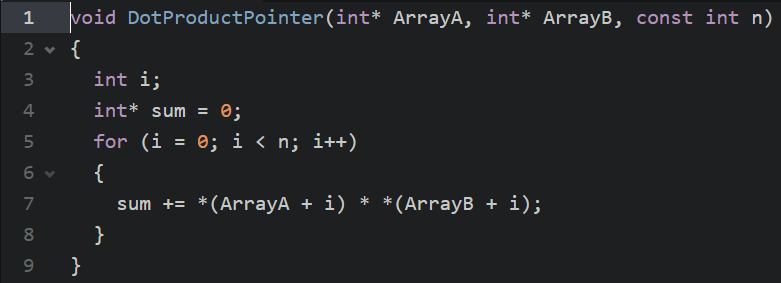 1 void DotProductPointer(int* ArrayA, int* ArrayB, const int n)
2 {
3 int i;
4 int* sum = 0;
5 for (i = 0; i < n; i++)
6 {
7 sum += *(ArrayA + i) * *(ArrayB + i);
8 }
9 }